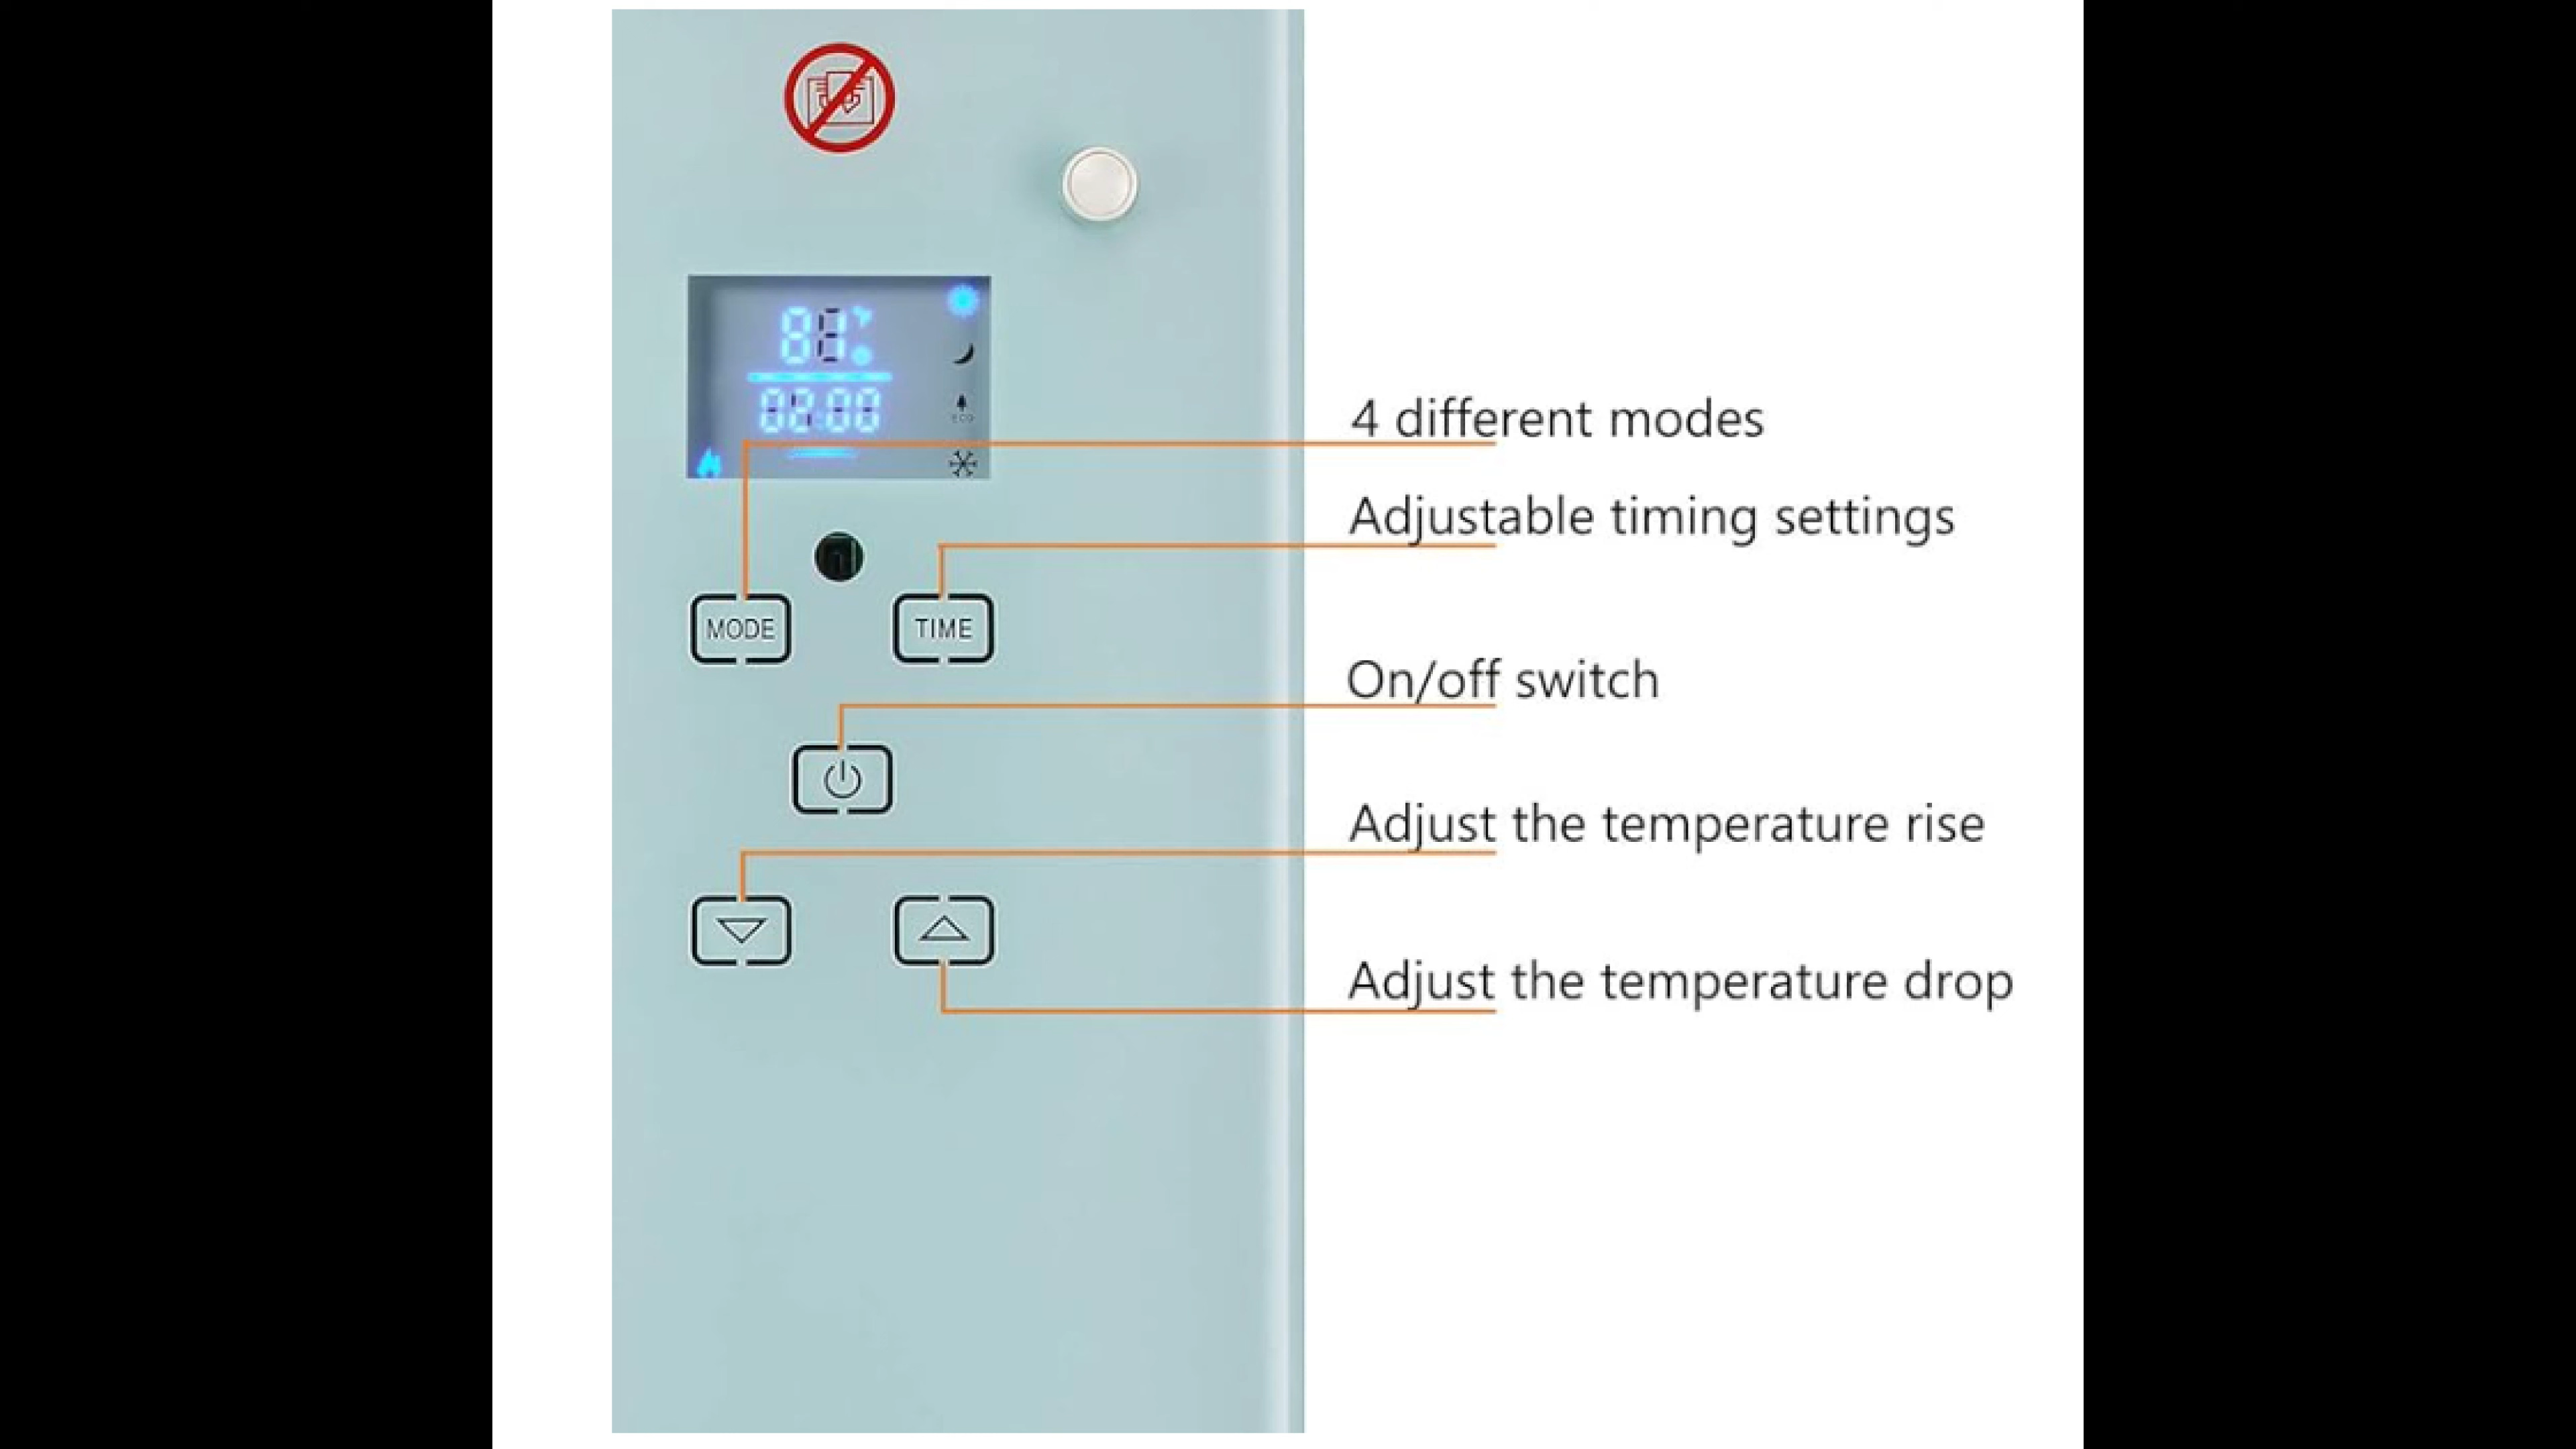 02:00
ECO
4 different modes
Adjustable timing settings
MODE
TIME
On/off switch
Adjust the temperature rise
Adjust the temperature drop